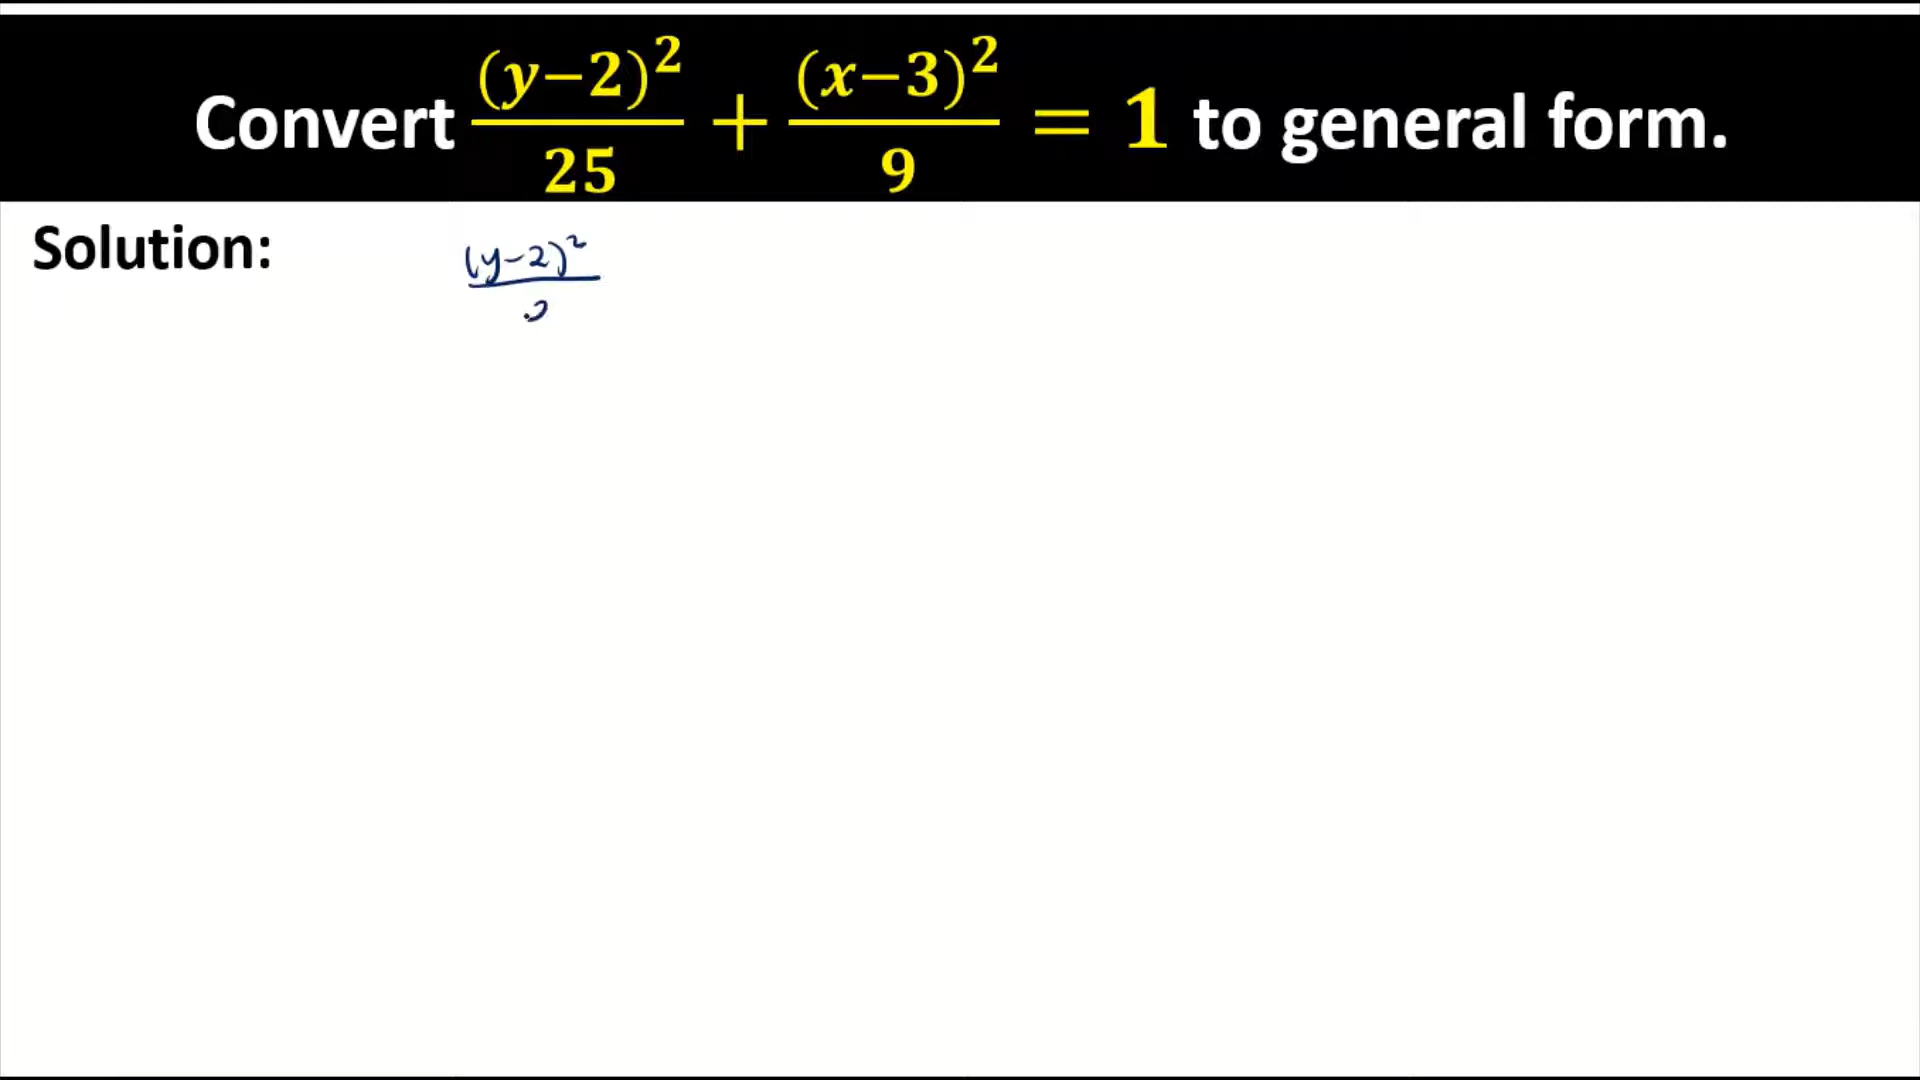 Convert (y−2)²/25 + (x−3)²/9 = 1 to general form.
Solution:
(y-2)²